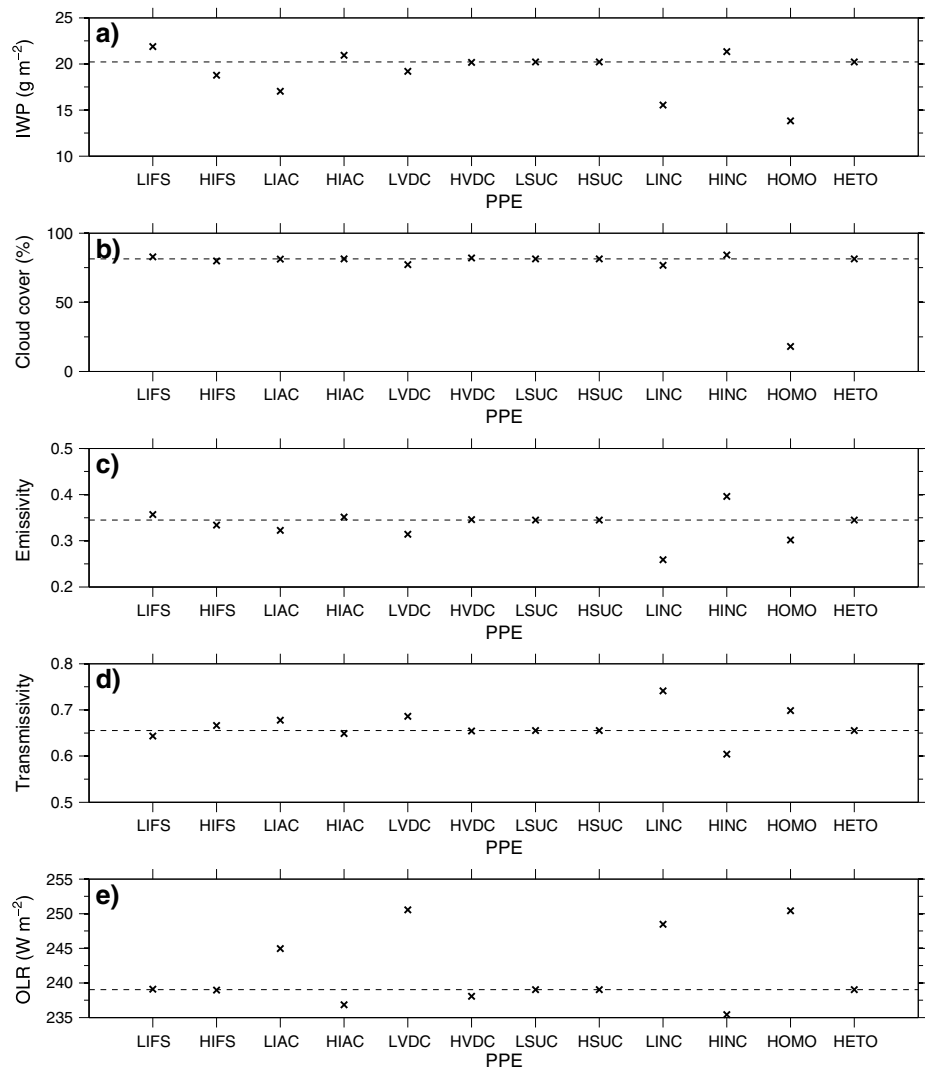 a)
25
20
15
10
IWP (g m⁻²)
LIFS HIFS LIAC HIAC LVDC HVDC LSUC HSUC LINC HINC HOMO HETO
PPE
b)
100
50
0
Cloud cover (%)
LIFS HIFS LIAC HIAC LVDC HVDC LSUC HSUC LINC HINC HOMO HETO
PPE
c)
0.5
0.4
0.3
0.2
Emissivity
LIFS HIFS LIAC HIAC LVDC HVDC LSUC HSUC LINC HINC HOMO HETO
PPE
d)
0.8
0.7
0.6
0.5
Transmissivity
LIFS HIFS LIAC HIAC LVDC HVDC LSUC HSUC LINC HINC HOMO HETO
PPE
e)
255
250
245
240
235
OLR (W m⁻²)
LIFS HIFS LIAC HIAC LVDC HVDC LSUC HSUC LINC HINC HOMO HETO
PPE